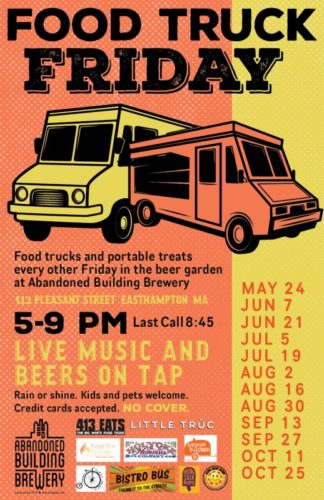 FOOD TRUCK
FRIDAY
Food trucks and portable treats
every other Friday in the beer garden
at Abandoned Building Brewery
142 PLEASANT STREET EASTHAMPTON MA
5-9 PM Last Call 8:45
LIVE MUSIC AND
BEERS ON TAP
Rain or shine. Kids and pets welcome.
Credit cards accepted. NO COVER.
MAY 24
JUN 7
JUN 21
JUL 5
JUL 19
AUG 2
AUG 16
AUG 30
SEP 13
SEP 27
OCT 11
OCT 25
ABANDONED
BUILDING
BREWERY
413 EATS
LITTLE TRÚC
BISTRO BUS